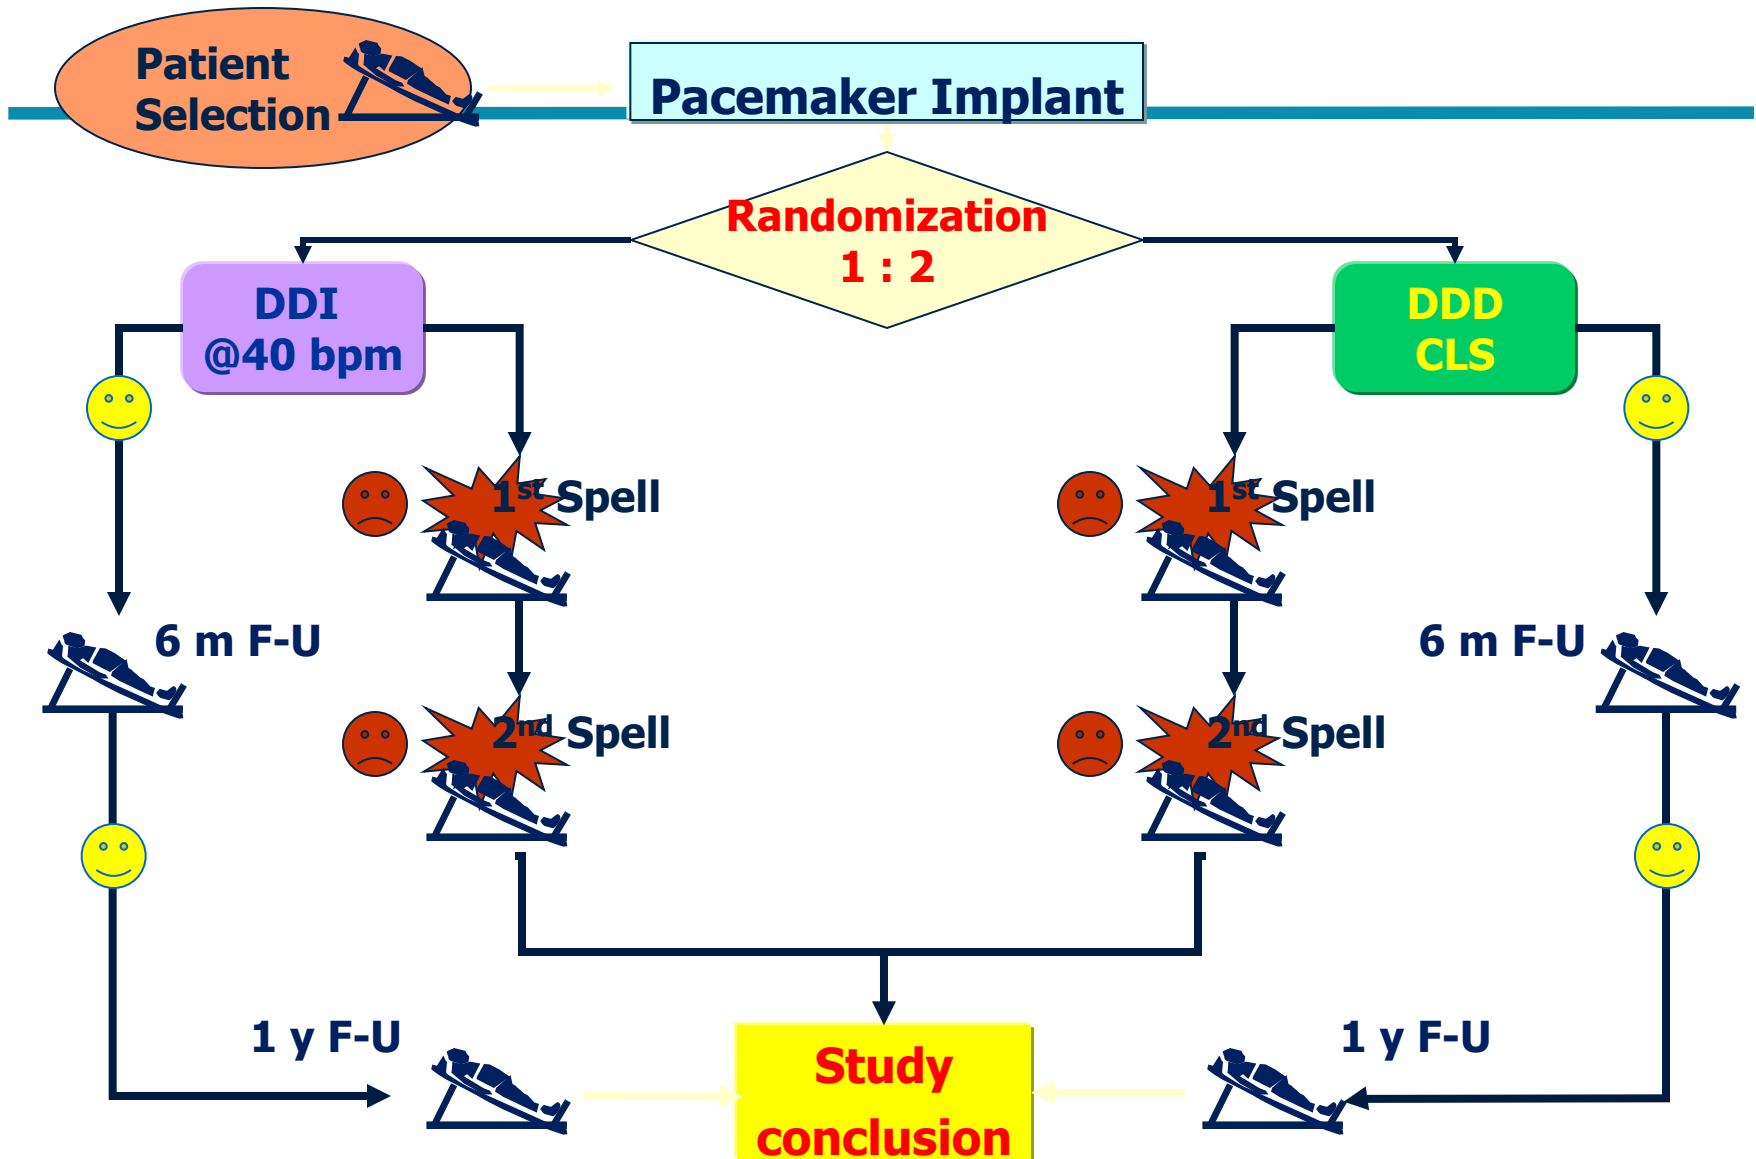 Patient
Selection
Pacemaker Implant
Randomization
1 : 2
DDI
@40 bpm
DDD
CLS
1st Spell
1st Spell
6 m F-U
6 m F-U
2nd Spell
2nd Spell
1 y F-U
1 y F-U
Study
conclusion